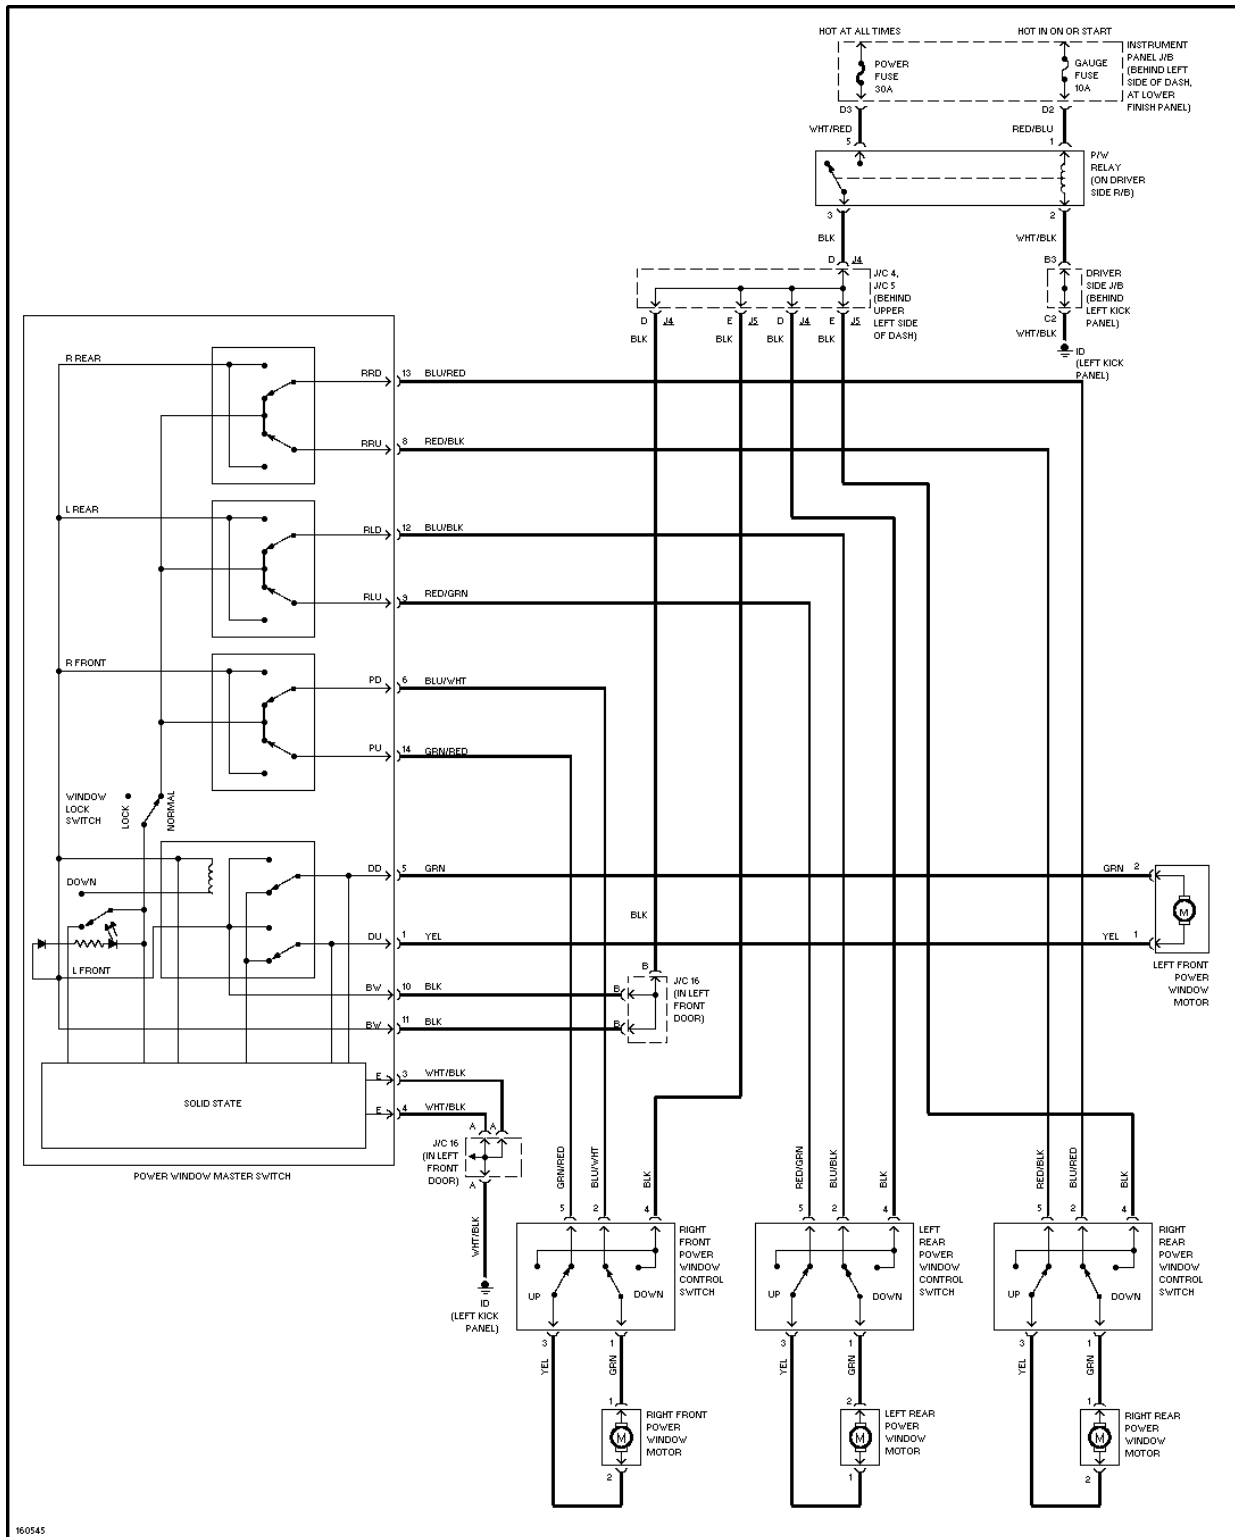 HOT AT ALL TIMES
HOT IN ON OR START
POWER
FUSE
30A
GAUGE
FUSE
10A
INSTRUMENT
PANEL J/B
(BEHIND LEFT
SIDE OF DASH,
AT LOWER
FINISH PANEL)
D3
D2
WHT/RED
RED/BLU
5
1
P/W
RELAY
(ON DRIVER
SIDE R/B)
3
2
BLK
WHT/BLK
D J4
B3
J/C 4,
J/C 5
(BEHIND
UPPER
LEFT SIDE
OF DASH)
DRIVER
SIDE J/B
(BEHIND
LEFT KICK
PANEL)
D J4
E J5
D J4
E J5
C2
BLK
BLK
BLK
BLK
WHT/BLK
ID
(LEFT KICK
PANEL)
R REAR
RRD 13 BLU/RED
RRU 8 RED/BLK
L REAR
RLD 12 BLU/BLK
RLU 9 RED/GRN
R FRONT
PD 6 BLU/WHT
PU 14 GRN/RED
WINDOW
LOCK
SWITCH
LOCK
NORMAL
DOWN
DD 5 GRN
GRN 2
M
BLK
DU 1 YEL
YEL 1
L FRONT
LEFT FRONT
POWER
WINDOW
MOTOR
B
J/C 16
(IN LEFT
FRONT
DOOR)
BW 10 BLK
B
BW 11 BLK
B
SOLID STATE
E 3 WHT/BLK
E 4 WHT/BLK
A A
J/C 16
(IN LEFT
FRONT
DOOR)
A
POWER WINDOW MASTER SWITCH
WHT/BLK
ID
(LEFT KICK
PANEL)
GRN/RED
BLU/WHT
BLK
RED/GRN
BLU/BLK
BLK
RED/BLK
BLU/RED
BLK
5 2 4
5 2 4
5 2 4
RIGHT
FRONT
POWER
WINDOW
CONTROL
SWITCH
LEFT
REAR
POWER
WINDOW
CONTROL
SWITCH
RIGHT
REAR
POWER
WINDOW
CONTROL
SWITCH
UP
DOWN
UP
DOWN
UP
DOWN
3 1
3 1
3 1
YEL
GRN
YEL
GRN
YEL
GRN
1
2
1
M
M
M
RIGHT FRONT
POWER
WINDOW
MOTOR
LEFT REAR
POWER
WINDOW
MOTOR
RIGHT REAR
POWER
WINDOW
MOTOR
2
1
2
160545